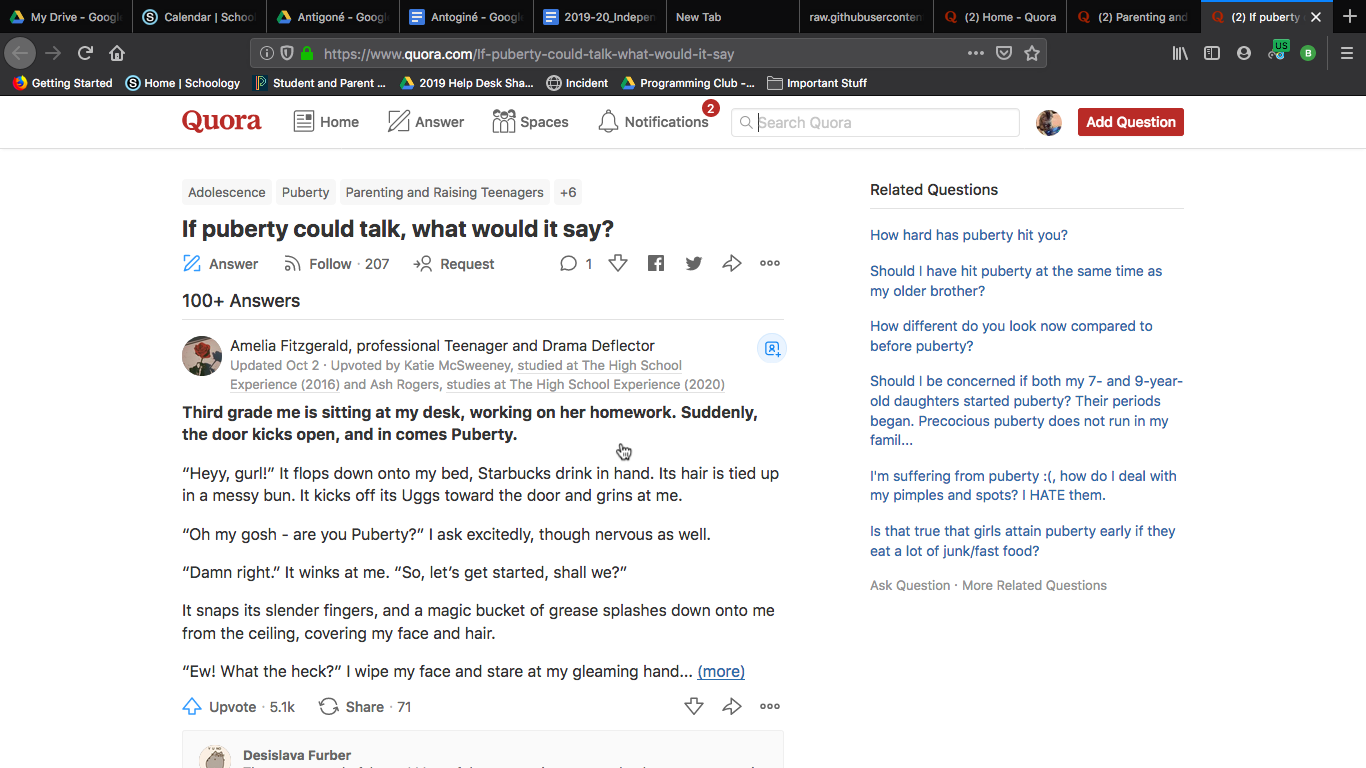 My Drive - Google
Calendar | School
Antigoné - Googl
Antoginé - Google
2019-20_Indepen
New Tab
raw.githubusercontent
(2) Home - Quora
(2) Parenting and
(2) If puberty
https://www.quora.com/If-puberty-could-talk-what-would-it-say
US
B
Getting Started
Home | Schoology
Student and Parent ...
2019 Help Desk Sha...
Incident
Programming Club -...
Important Stuff
Quora
Home
Answer
Spaces
Notifications
2
Search Quora
Add Question
Adolescence
Puberty
Parenting and Raising Teenagers
+6
If puberty could talk, what would it say?
Answer
Follow · 207
Request
1
100+ Answers
Amelia Fitzgerald, professional Teenager and Drama Deflector
Updated Oct 2 · Upvoted by Katie McSweeney, studied at The High School
Experience (2016) and Ash Rogers, studies at The High School Experience (2020)
Third grade me is sitting at my desk, working on her homework. Suddenly,
the door kicks open, and in comes Puberty.
“Heyy, gurl!” It flops down onto my bed, Starbucks drink in hand. Its hair is tied up
in a messy bun. It kicks off its Uggs toward the door and grins at me.
“Oh my gosh - are you Puberty?” I ask excitedly, though nervous as well.
“Damn right.” It winks at me. “So, let’s get started, shall we?”
It snaps its slender fingers, and a magic bucket of grease splashes down onto me
from the ceiling, covering my face and hair.
“Ew! What the heck?” I wipe my face and stare at my gleaming hand... (more)
Upvote · 5.1k
Share · 71
Desislava Furber
Related Questions
How hard has puberty hit you?
Should I have hit puberty at the same time as
my older brother?
How different do you look now compared to
before puberty?
Should I be concerned if both my 7- and 9-year-
old daughters started puberty? Their periods
began. Precocious puberty does not run in my
famil...
I'm suffering from puberty :(, how do I deal with
my pimples and spots? I HATE them.
Is that true that girls attain puberty early if they
eat a lot of junk/fast food?
Ask Question · More Related Questions